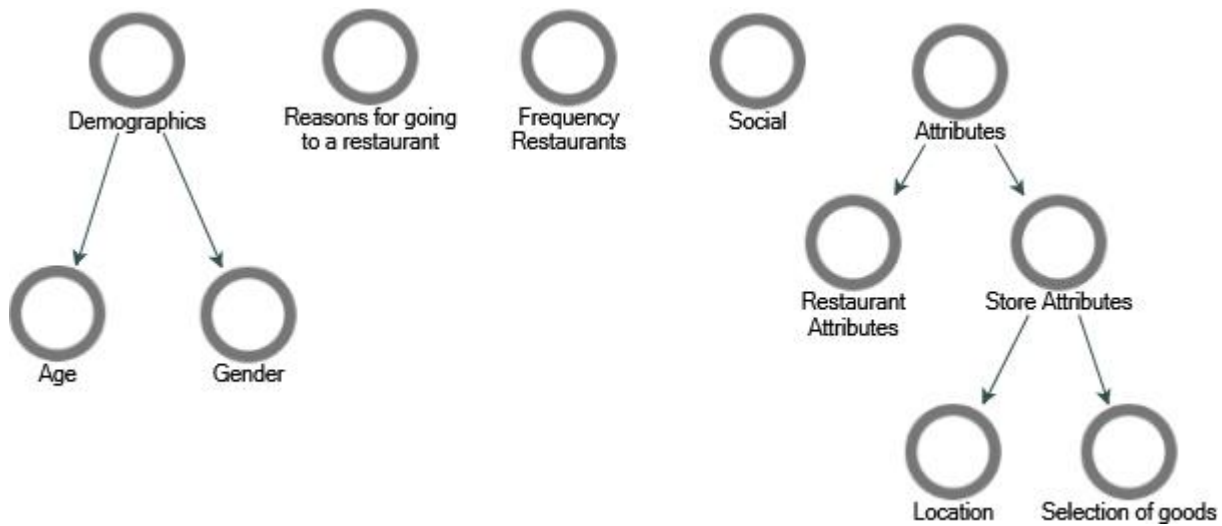 Demographics
Reasons for going
to a restaurant
Frequency
Restaurants
Social
Attributes
Restaurant
Attributes
Store Attributes
Age
Gender
Location
Selection of goods